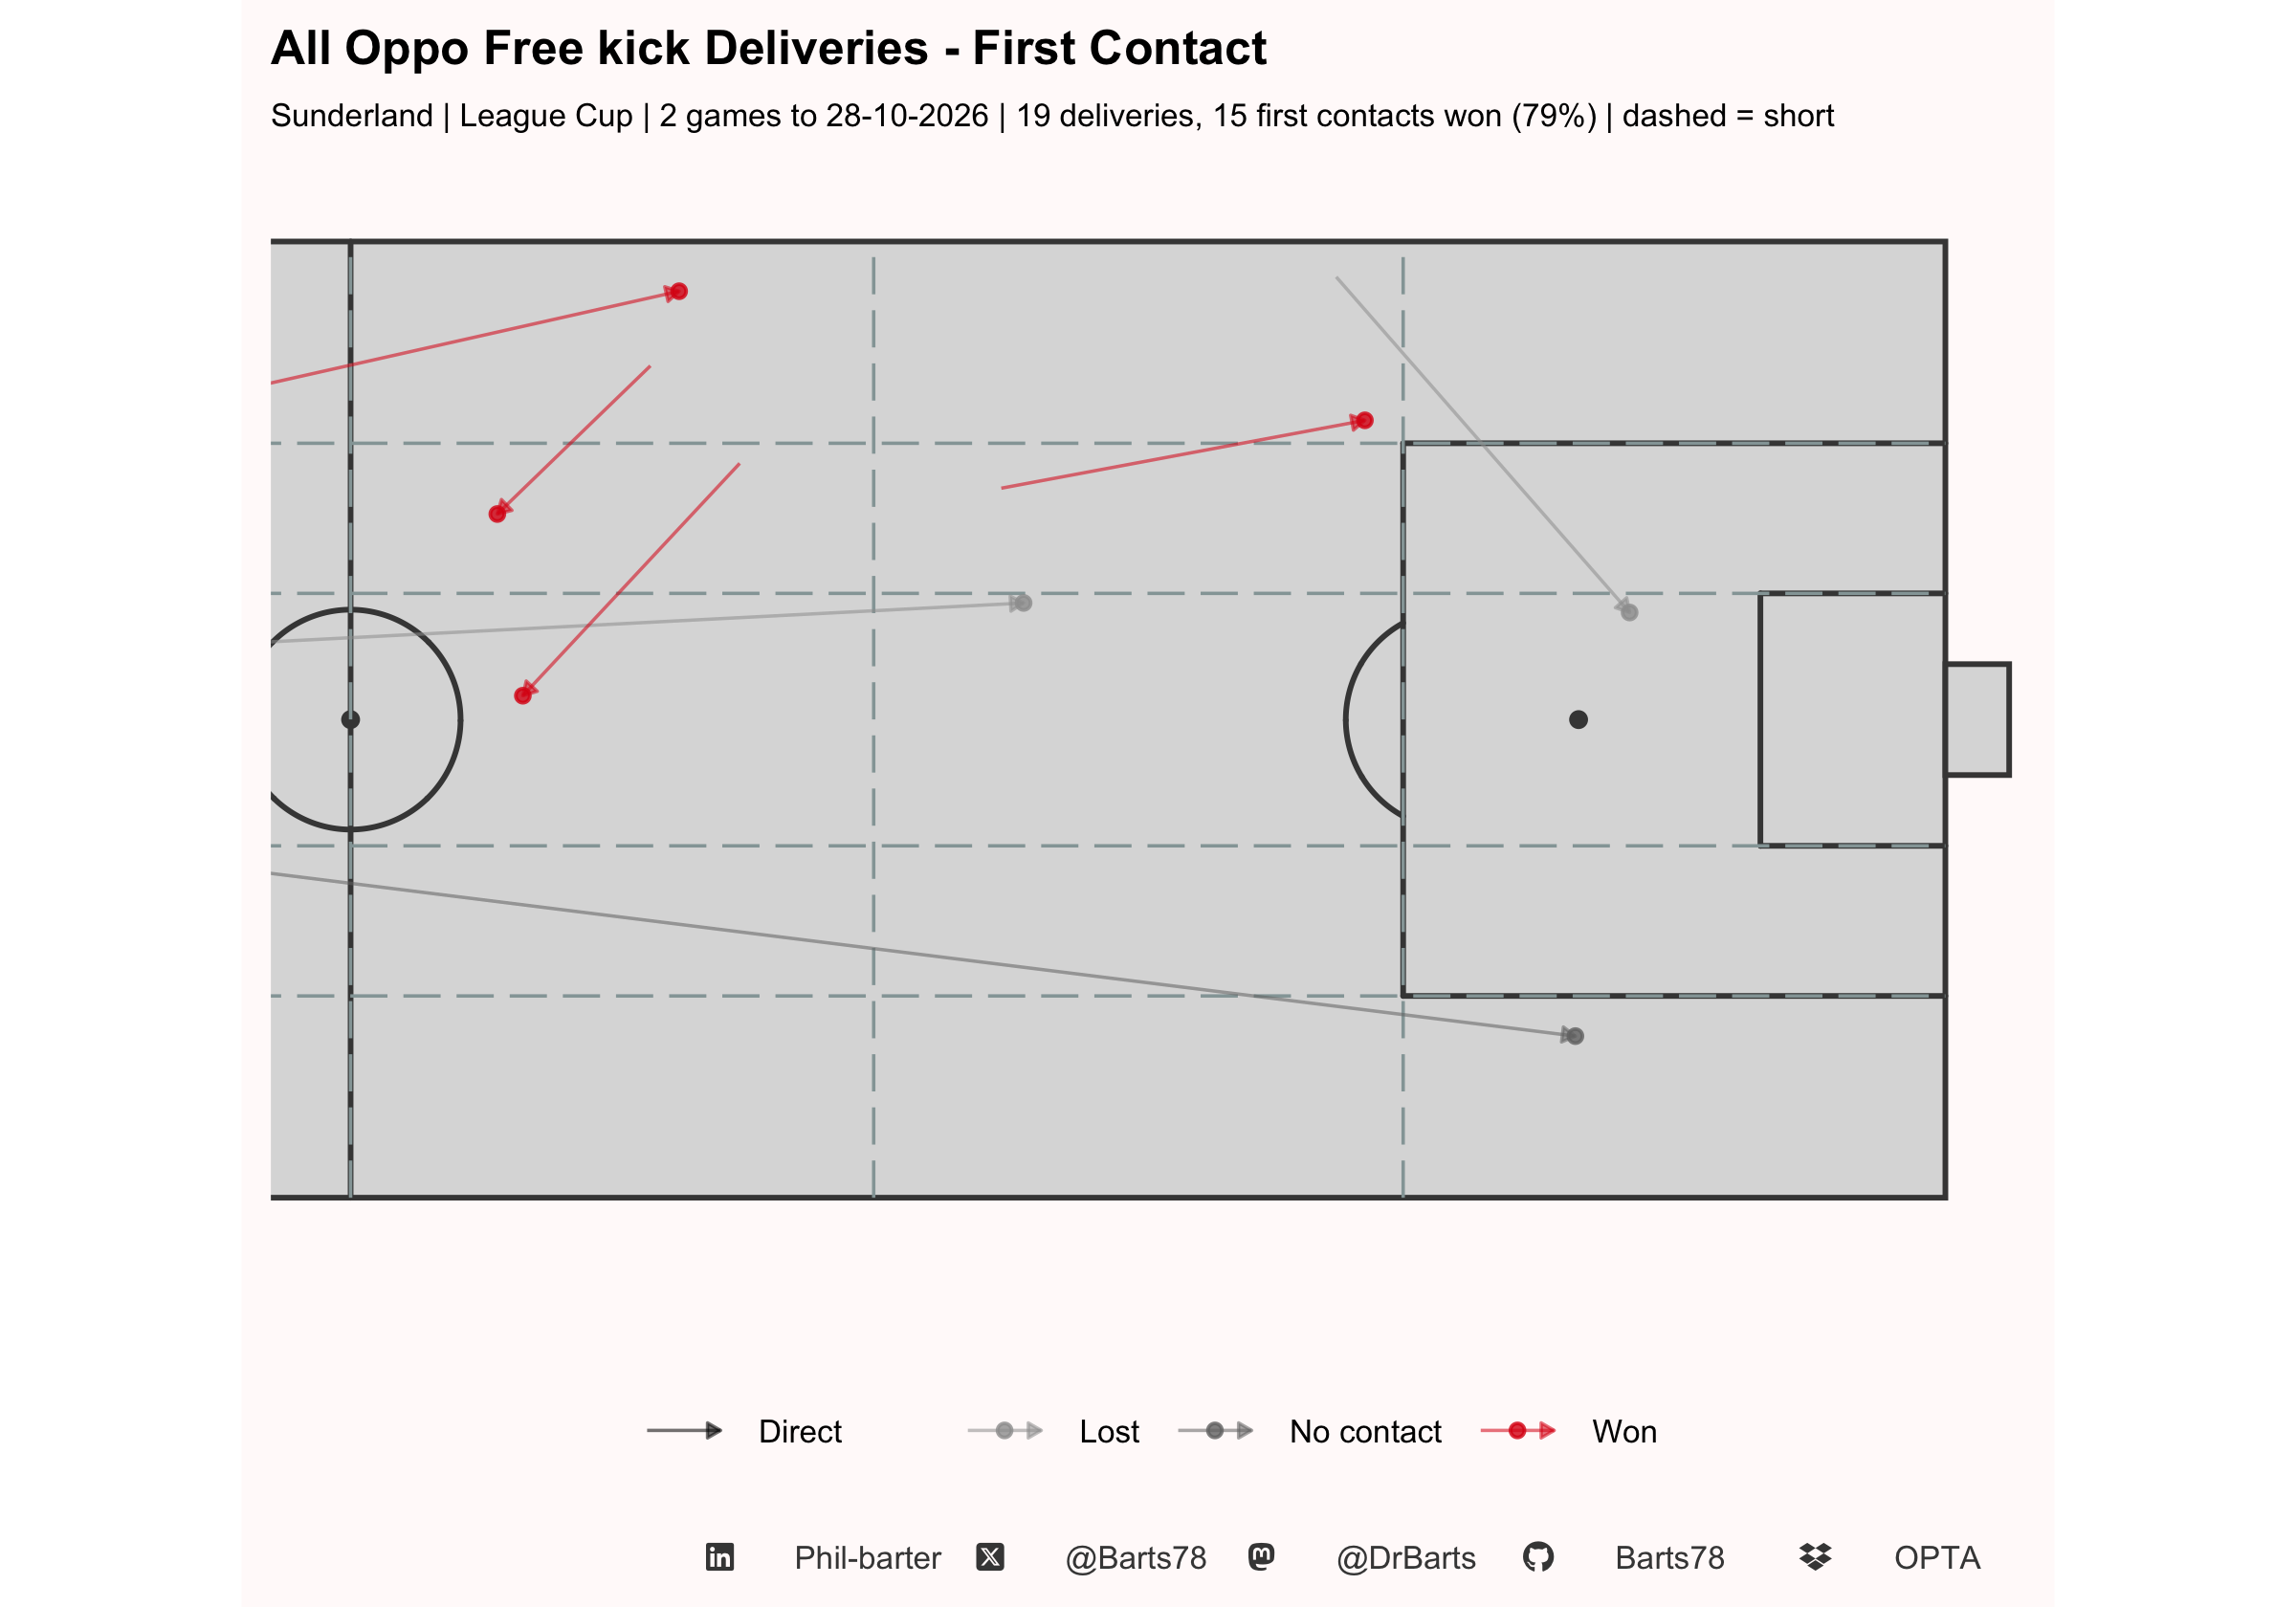 All Oppo Free kick Deliveries - First Contact
Sunderland | League Cup | 2 games to 28-10-2026 | 19 deliveries, 15 first contacts won (79%) | dashed = short
Direct Lost No contact Won
Phil-barter @Barts78 @DrBarts Barts78 OPTA